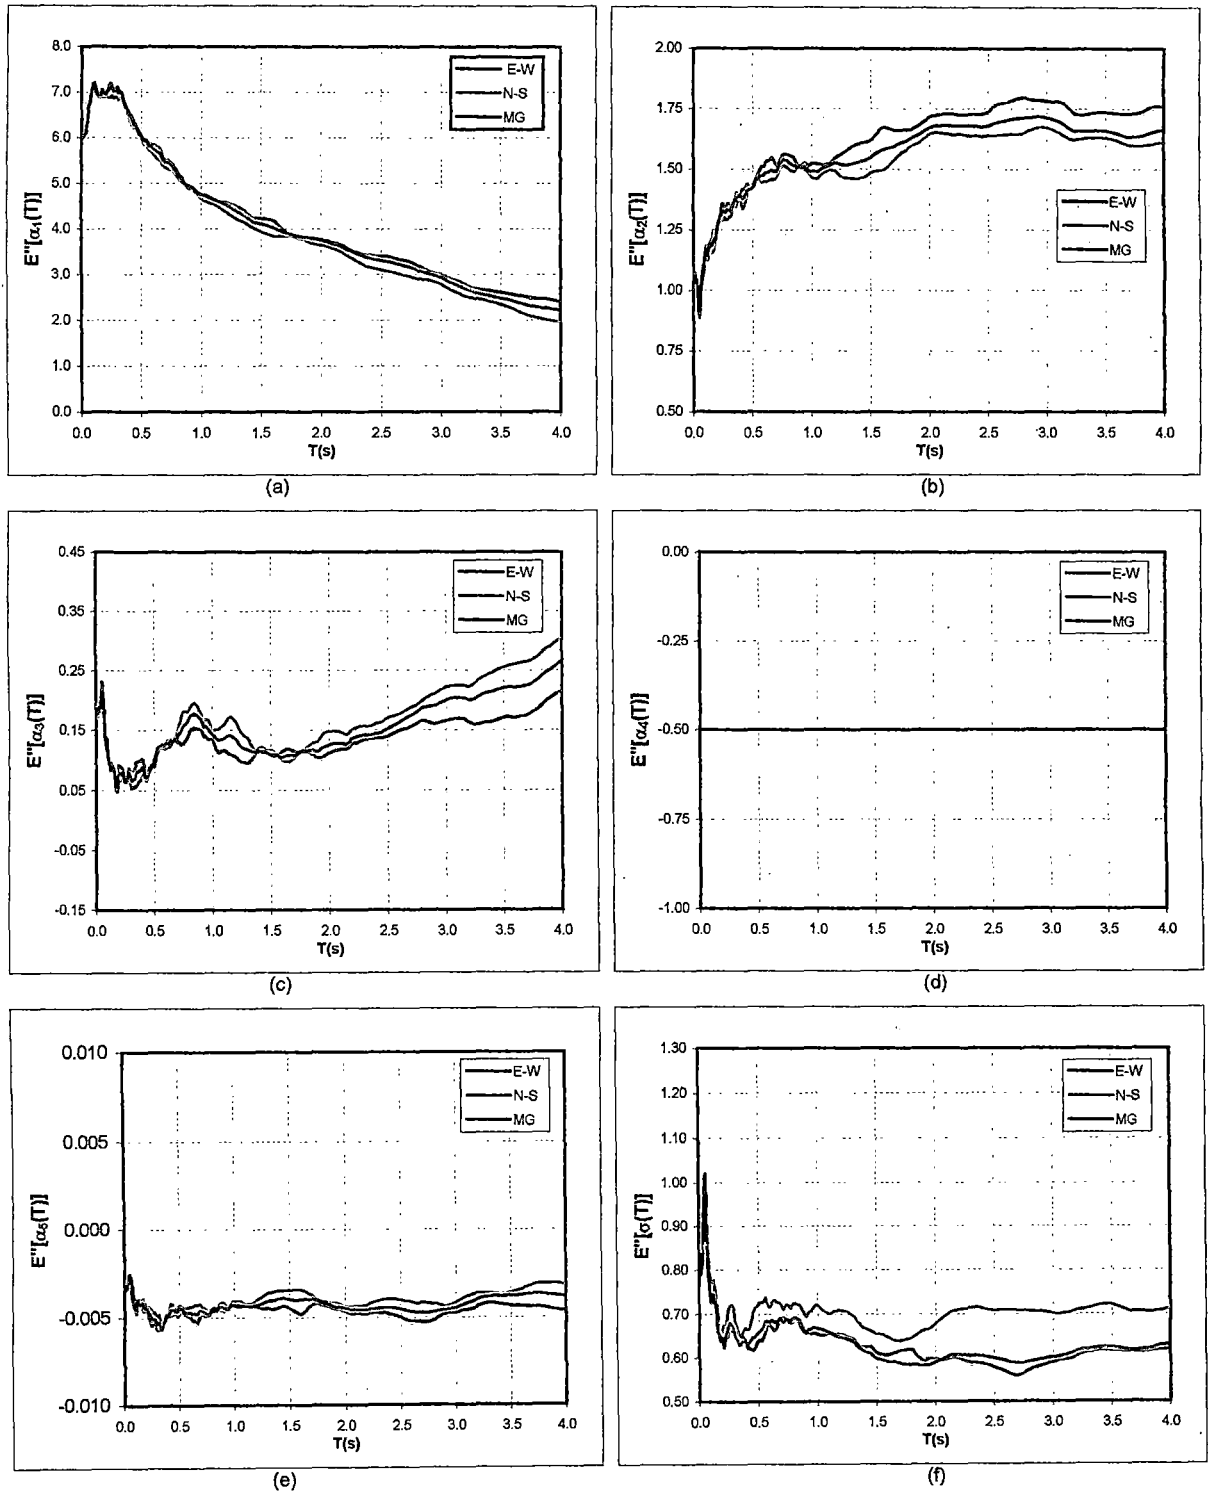 8.0
7.0
6.0
5.0
4.0
3.0
2.0
1.0
0.0
E"[α1(T)]
E-W
N-S
MG
0.0 0.5 1.0 1.5 2.0 2.5 3.0 3.5 4.0
T(s)
(a)
2.00
1.75
1.50
1.25
1.00
0.75
0.50
E"[α2(T)]
E-W
N-S
MG
0.0 0.5 1.0 1.5 2.0 2.5 3.0 3.5 4.0
T(s)
(b)
0.45
0.35
0.25
0.15
0.05
-0.05
-0.15
E"[α3(T)]
E-W
N-S
MG
0.0 0.5 1.0 1.5 2.0 2.5 3.0 3.5 4.0
T(s)
(c)
0.00
-0.25
-0.50
-0.75
-1.00
E"[α4(T)]
E-W
N-S
MG
0.0 0.5 1.0 1.5 2.0 2.5 3.0 3.5 4.0
T(s)
(d)
0.010
0.005
0.000
-0.005
-0.010
E"[α5(T)]
E-W
N-S
MG
0.0 0.5 1.0 1.5 2.0 2.5 3.0 3.5 4.0
T(s)
(e)
1.30
1.20
1.10
1.00
0.90
0.80
0.70
0.60
0.50
E"[σ(T)]
E-W
N-S
MG
0.0 0.5 1.0 1.5 2.0 2.5 3.0 3.5 4.0
T(s)
(f)